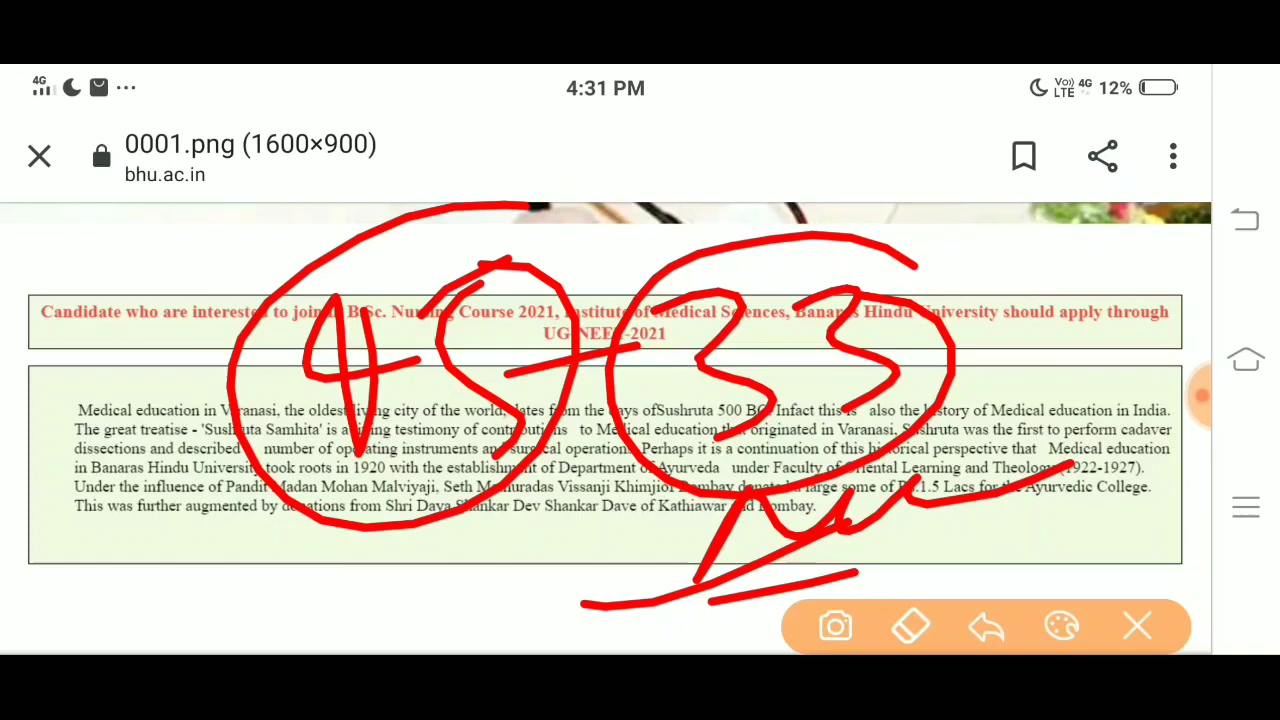 4G ... 4:31 PM Vo)) LTE 4G 12%
0001.png (1600×900)
bhu.ac.in
Candidate who are interested to join B.Sc. Nursing Course 2021, Institute of Medical Sciences, Banaras Hindu University should apply through
UG-NEET-2021
Medical education in Varanasi, the oldest living city of the world, dates from the days ofSushruta 500 BC. Infact this is also the history of Medical education in India.
The great treatise - 'Sushruta Samhita' is a living testimony of contributions to Medical education that originated in Varanasi. Sushruta was the first to perform cadaver
dissections and described number of operating instruments and surgical operations. Perhaps it is a continuation of this historical perspective that Medical education
in Banaras Hindu University took roots in 1920 with the establishment of Department of Ayurveda under Faculty of Oriental Learning and Theology (1922-1927).
Under the influence of Pandit Madan Mohan Malviyaji, Seth Mathuradas Vissanji Khimjiof Bombay donated a large some of Rs.1.5 Lacs for the Ayurvedic College.
This was further augmented by donations from Shri Daya Shankar Dev Shankar Dave of Kathiawar and Bombay.
45 - 33